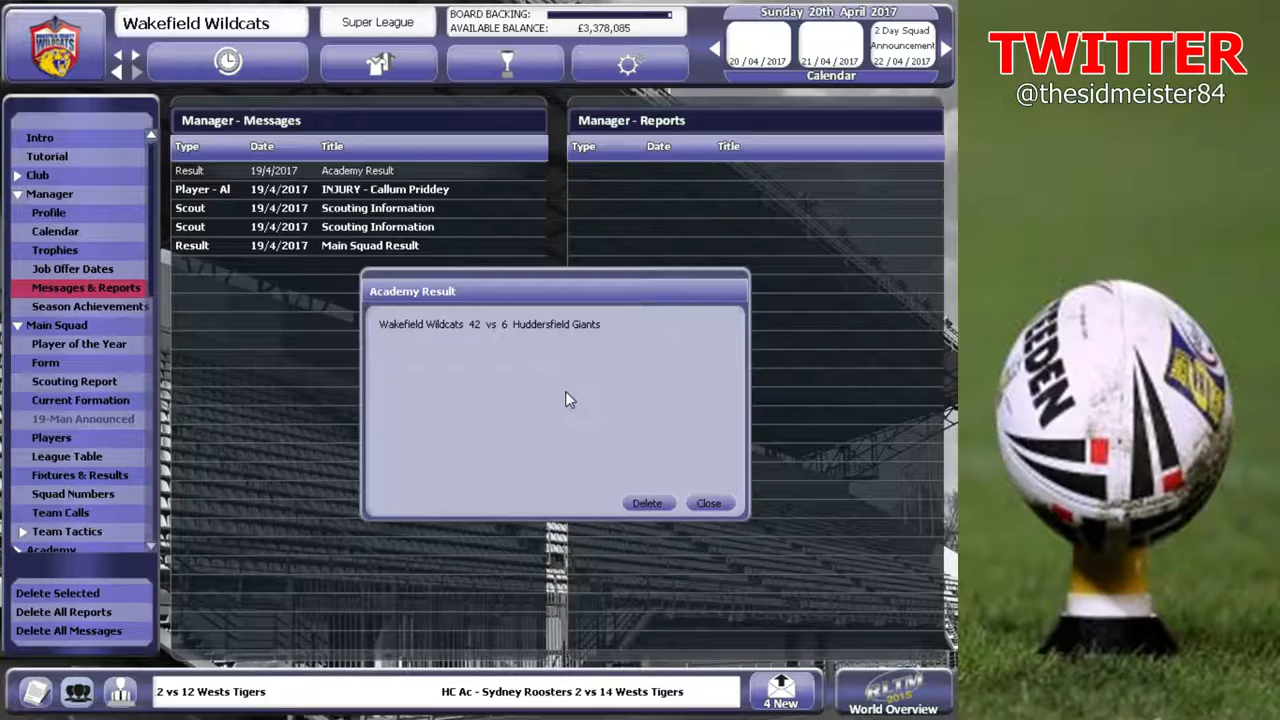 Wakefield Wildcats
Super League
BOARD BACKING:
AVAILABLE BALANCE: £3,378,085
Sunday 20th April 2017
20 / 04 / 2017
21 / 04 / 2017
2 Day Squad
Announcement
22 / 04 / 2017
Calendar
TWITTER
@thesidmeister84
Intro
Tutorial
Club
Manager
Profile
Calendar
Trophies
Job Offer Dates
Messages & Reports
Season Achievements
Main Squad
Player of the Year
Form
Scouting Report
Current Formation
19-Man Announced
Players
League Table
Fixtures & Results
Squad Numbers
Team Calls
Team Tactics
Academy
Delete Selected
Delete All Reports
Delete All Messages
Manager - Messages
Type Date Title
Result 19/4/2017 Academy Result
Player - Al 19/4/2017 INJURY - Callum Priddey
Scout 19/4/2017 Scouting Information
Scout 19/4/2017 Scouting Information
Result 19/4/2017 Main Squad Result
Manager - Reports
Type Date Title
Academy Result
Wakefield Wildcats 42 vs 6 Huddersfield Giants
Delete Close
2 vs 12 Wests Tigers HC Ac - Sydney Roosters 2 vs 14 Wests Tigers
4 New
RLTM
2015
World Overview
WILDCATS